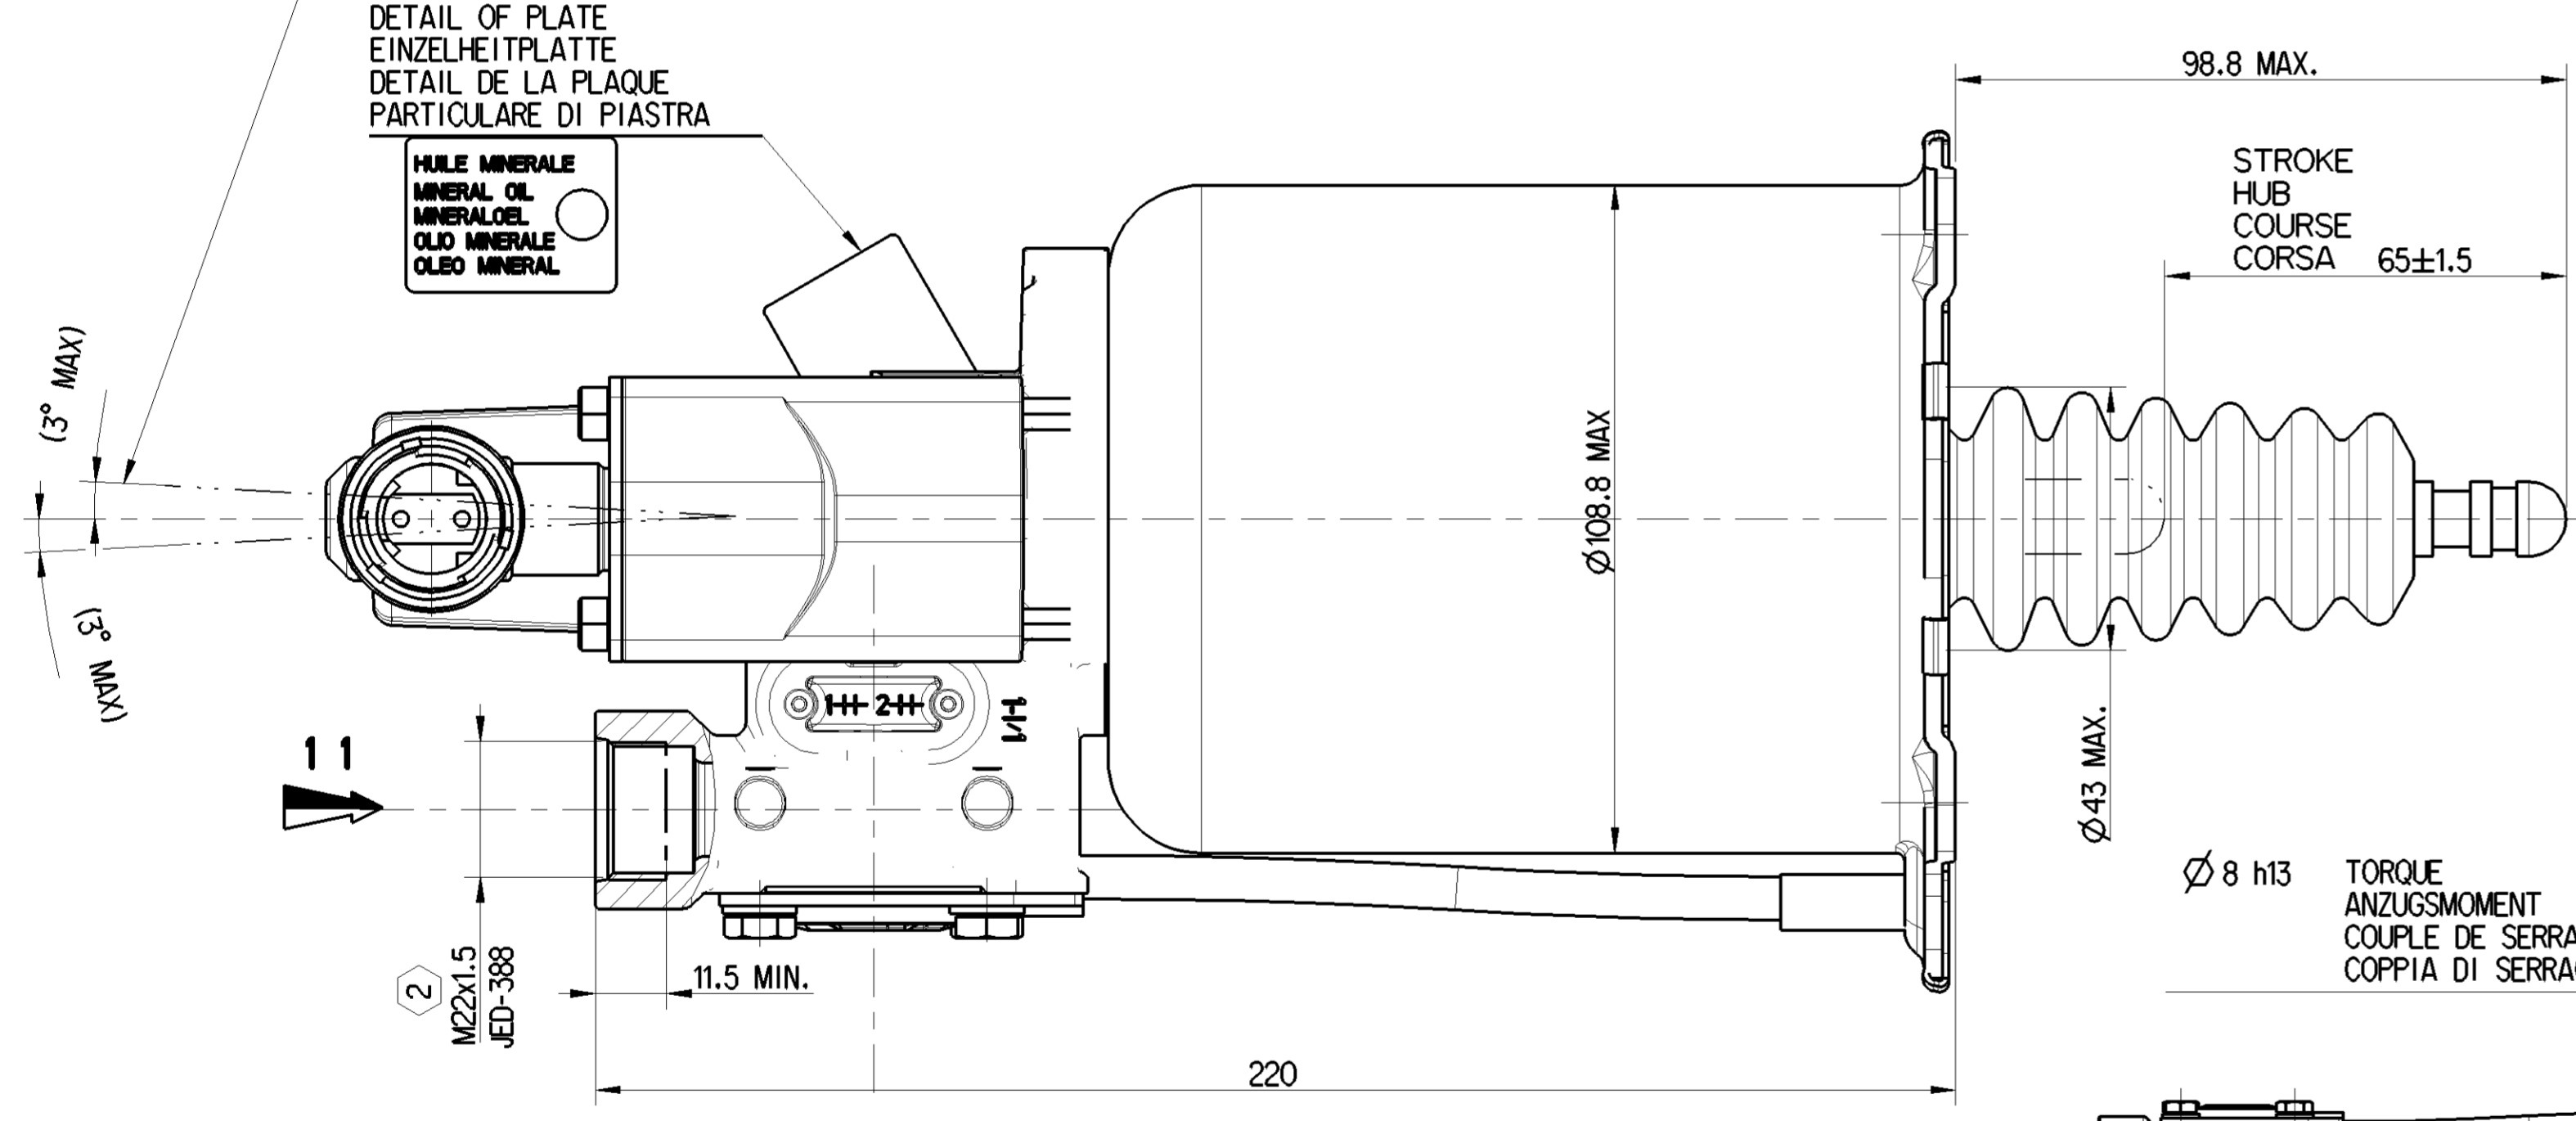 DETAIL OF PLATE
EINZELHEITPLATTE
DETAIL DE LA PLAQUE
PARTICULARE DI PIASTRA
HUILE MINERALE
MINERAL OIL
MINERALOEL
OLIO MINERALE
OLEO MINERAL
98.8 MAX.
STROKE
HUB
COURSE
CORSA 65±1.5
(3° MAX)
(3° MAX)
Ø108.8 MAX
Ø43 MAX.
1 2
1/1-1
11
2
M22x1.5
JED-388
11.5 MIN.
220
Ø8 h13
TORQUE
ANZUGSMOMENT
COUPLE DE SERRA
COPPIA DI SERRA